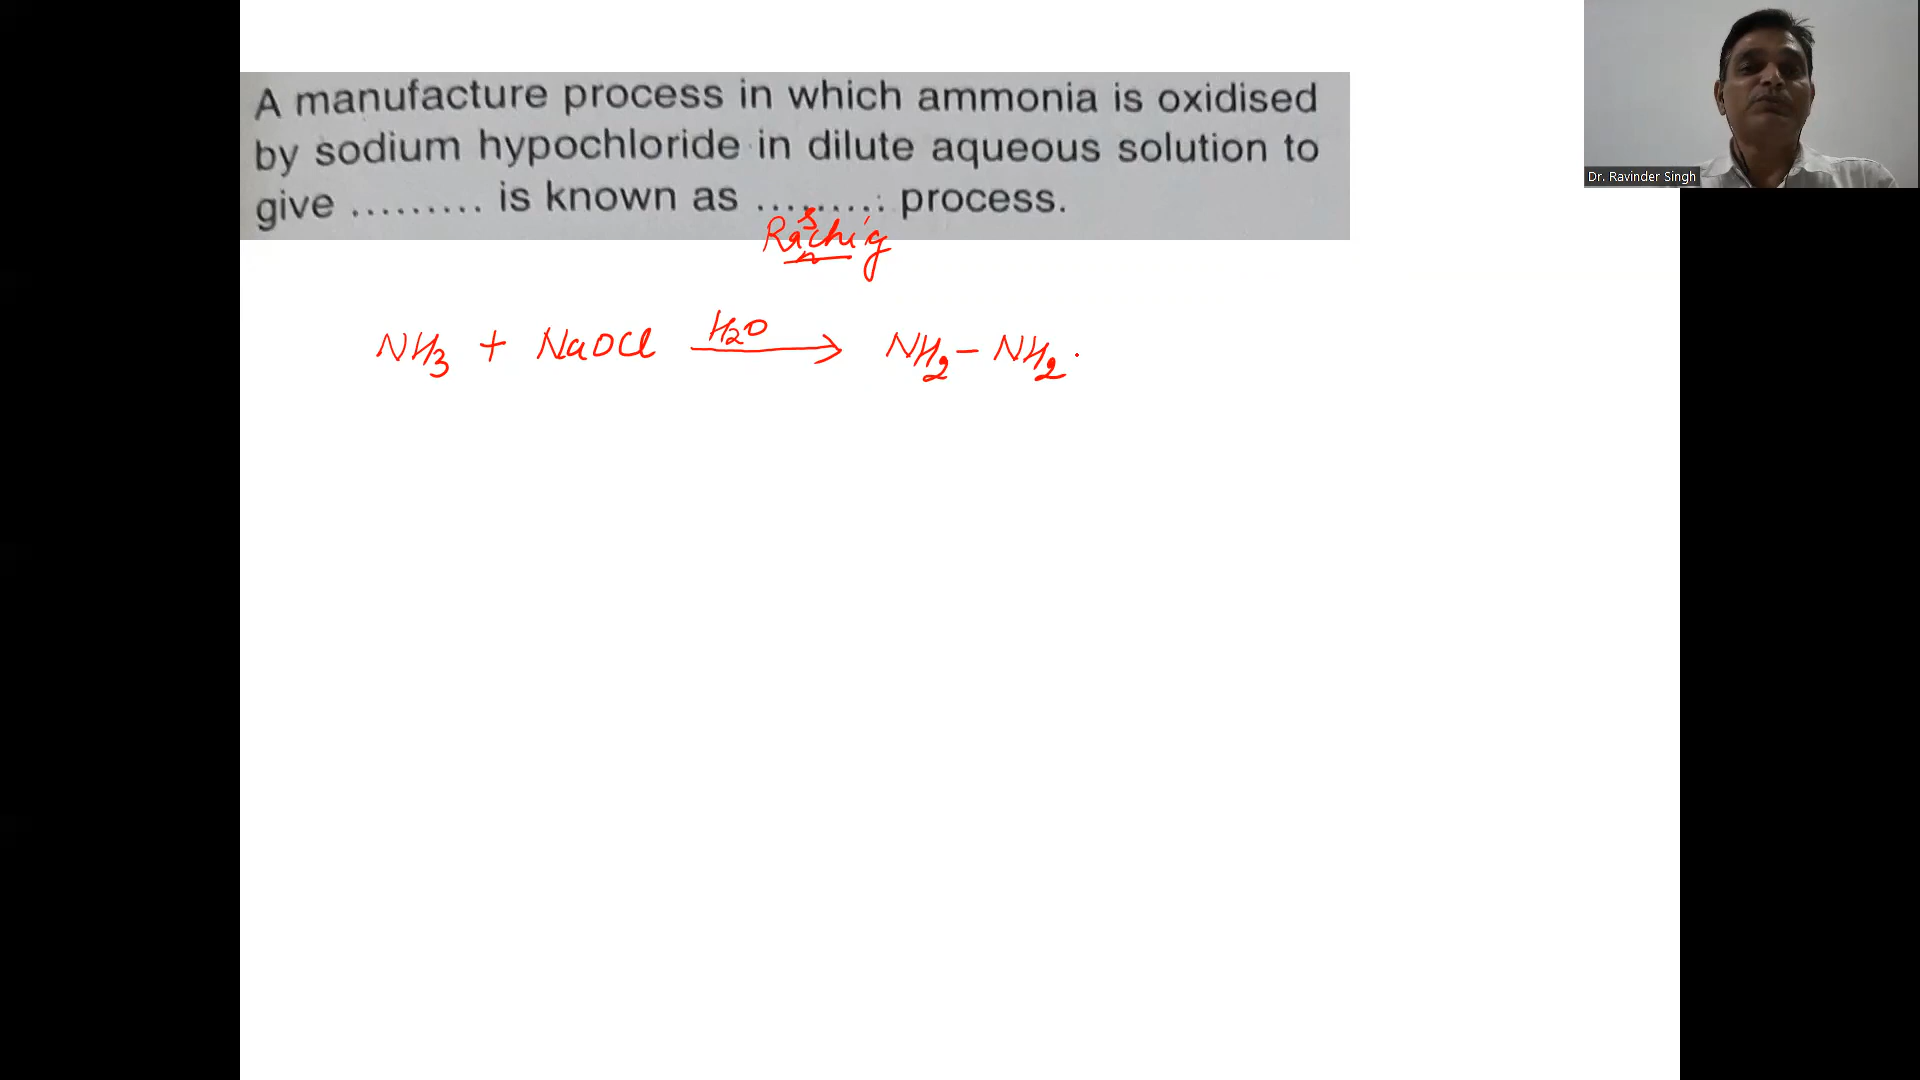 A manufacture process in which ammonia is oxidised
by sodium hypochloride in dilute aqueous solution to
give ......... is known as ......... process.
Raschig
NH3 + NaOCl H2O → NH2 – NH2 .
Dr. Ravinder Singh